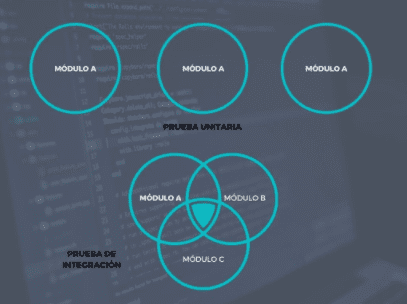 MÓDULO A MÓDULO A MÓDULO A
PRUEBA UNITARIA
MÓDULO A MÓDULO B
PRUEBA DE
INTEGRACIÓN
MÓDULO C